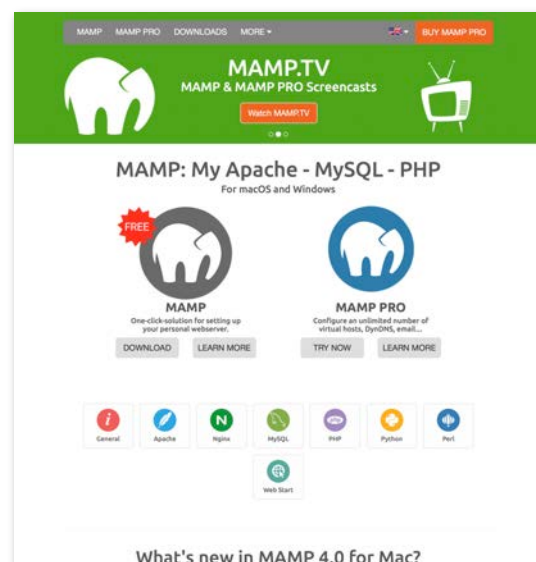 MAMP MAMP PRO DOWNLOADS MORE BUY MAMP PRO
MAMP.TV
MAMP & MAMP PRO Screencasts
Watch MAMP.TV
MAMP: My Apache - MySQL - PHP
For macOS and Windows
FREE
MAMP
One-click-solution for setting up
your personal webserver.
DOWNLOAD LEARN MORE
MAMP PRO
Configure an unlimited number of
virtual hosts, DynDNS, email...
TRY NOW LEARN MORE
i N php
General Apache Nginx MySQL PHP Python Perl
Web Start
What's new in MAMP 4.0 for Mac?